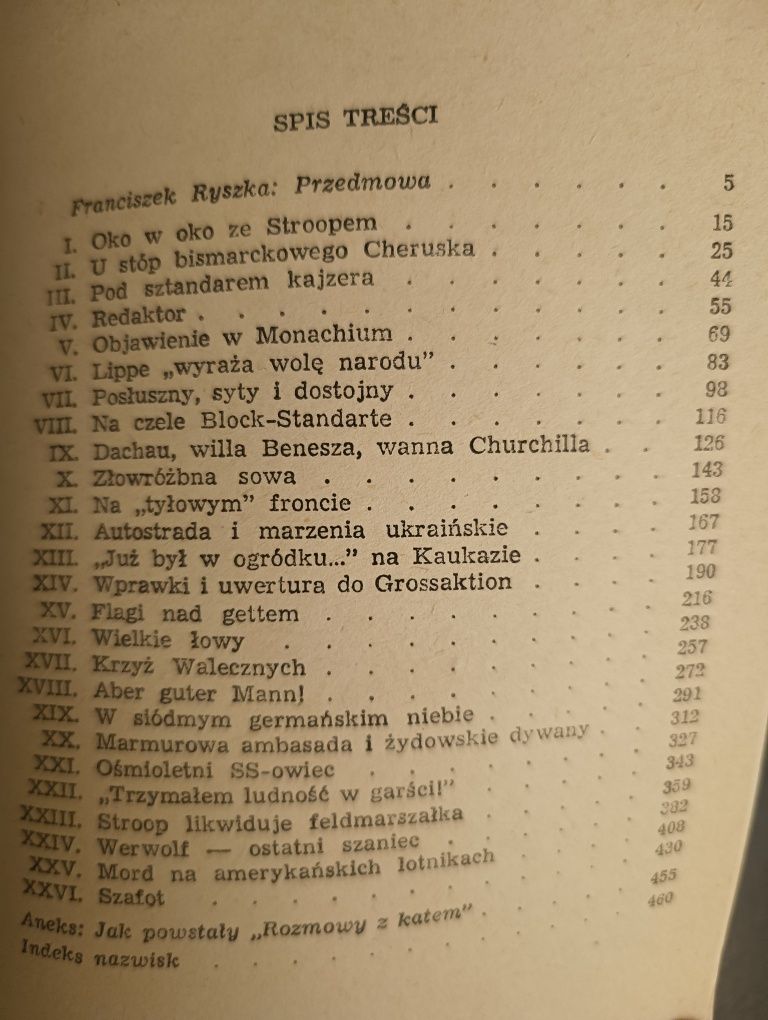 SPIS TREŚCI
Franciszek Ryszka: Przedmowa . . . . . . 5
I. Oko w oko ze Stroopem . . . . . . 15
II. U stóp bismarckowego Cheruska . . . . . 25
III. Pod sztandarem kajzera . . . . . . 44
IV. Redaktor . . . . . . . . . 55
V. Objawienie w Monachium . . . . . . 69
VI. Lippe „wyraża wolę narodu” . . . . . 83
VII. Posłuszny, syty i dostojny . . . . . . 98
VIII. Na czele Block-Standarte . . . . . . 116
IX. Dachau, willa Benesza, wanna Churchilla . . 126
X. Złowróżbna sowa . . . . . . . 143
XI. Na „tyłowym” froncie . . . . . . . 153
XII. Autostrada i marzenia ukraińskie . . . . 167
XIII. „Już był w ogródku...” na Kaukazie . . . . 177
XIV. Wprawki i uwertura do Grossaktion . . . . 190
XV. Flagi nad gettem . . . . . . . 216
XVI. Wielkie łowy . . . . . . . . 238
XVII. Krzyż Walecznych . . . . . . . 257
XVIII. Aber guter Mann! . . . . . . . 272
XIX. W siódmym germańskim niebie . . . . 291
XX. Marmurowa ambasada i żydowskie dywany . . 312
XXI. Ośmioletni SS-owiec . . . . . . 327
XXII. „Trzymałem ludność w garści!” . . . . 343
XXIII. Stroop likwiduje feldmarszałka . . . . 359
XXIV. Werwolf — ostatni szaniec . . . . . 382
XXV. Mord na amerykańskich lotnikach . . . . 408
XXVI. Szafot . . . . . . . . . 430
Aneks: Jak powstały „Rozmowy z katem” . . . . 455
Indeks nazwisk . . . . . . . . 460